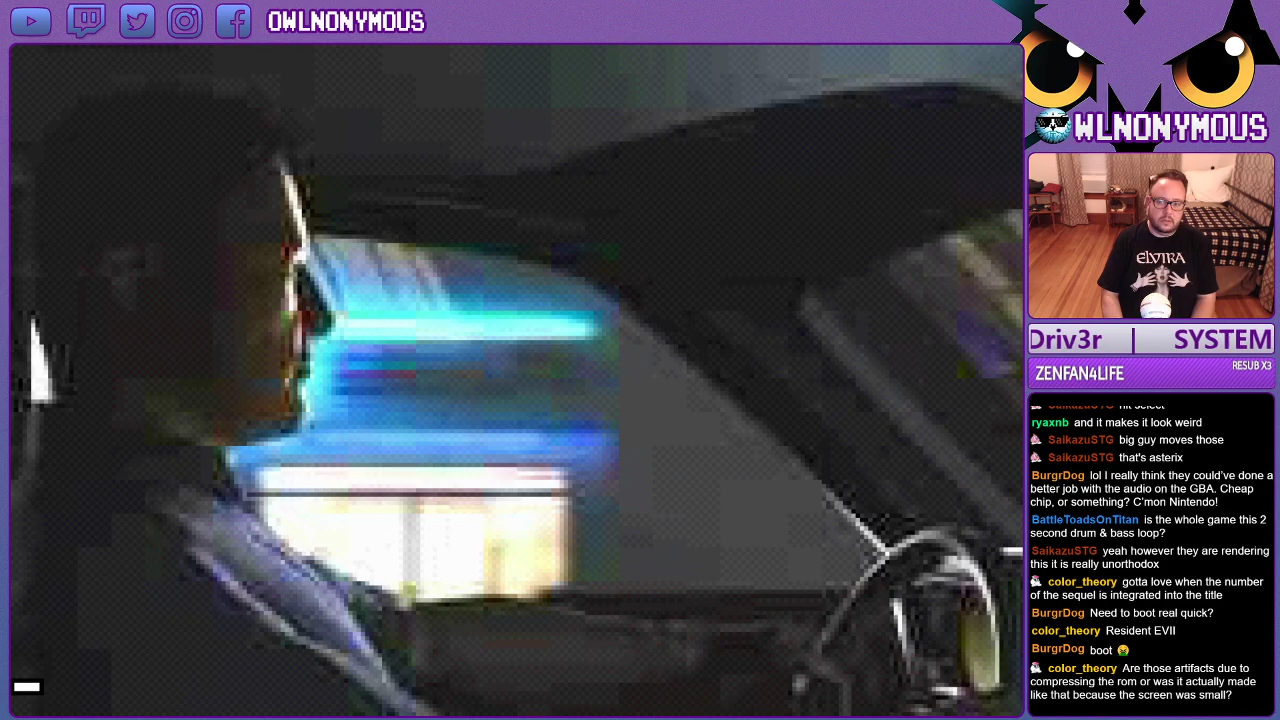 OWLNONYMOUS
WLNONYMOUS
ELVIRA
Driv3r | SYSTEM
ZENFAN4LIFE RESUB X3
SaikazuSTG hit select
ryaxnb and it makes it look weird
SaikazuSTG big guy moves those
SaikazuSTG that's asterix
BurgrDog lol I really think they could've done a
better job with the audio on the GBA. Cheap
chip, or something? C'mon Nintendo!
BattleToadsOnTitan is the whole game this 2
second drum & bass loop?
SaikazuSTG yeah however they are rendering
this it is really unorthodox
color_theory gotta love when the number
of the sequel is integrated into the title
BurgrDog Need to boot real quick?
color_theory Resident EVII
BurgrDog boot
color_theory Are those artifacts due to
compressing the rom or was it actually made
like that because the screen was small?